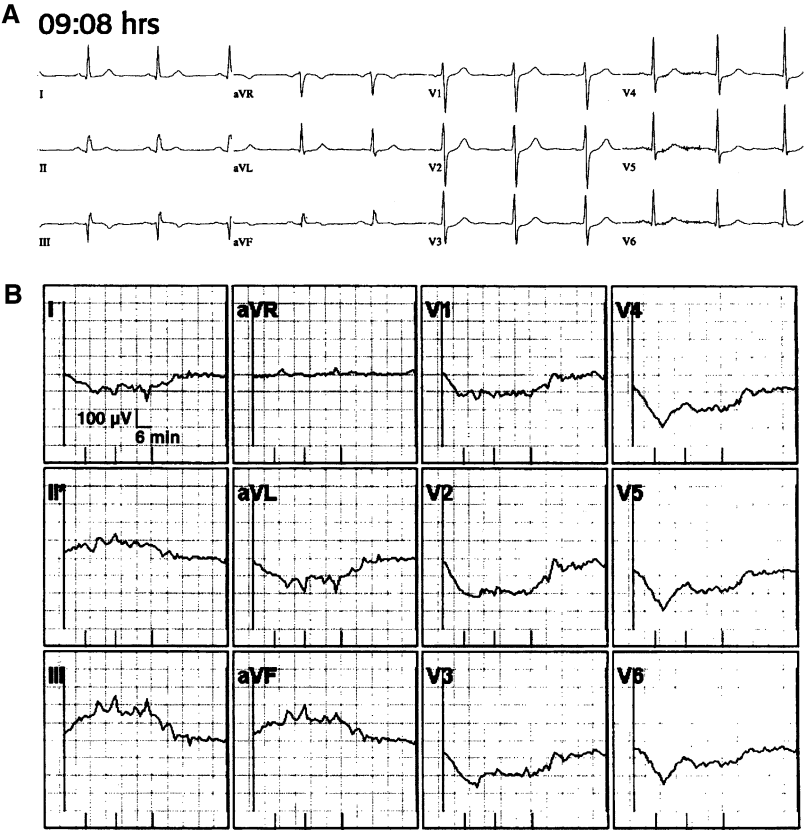 A
09:08 hrs
I aVR V1 V4
II aVL V2 V5
III aVF V3 V6
B
I aVR V1 V4
100 µV
6 min
II* aVL V2 V5
III aVF V3 V6